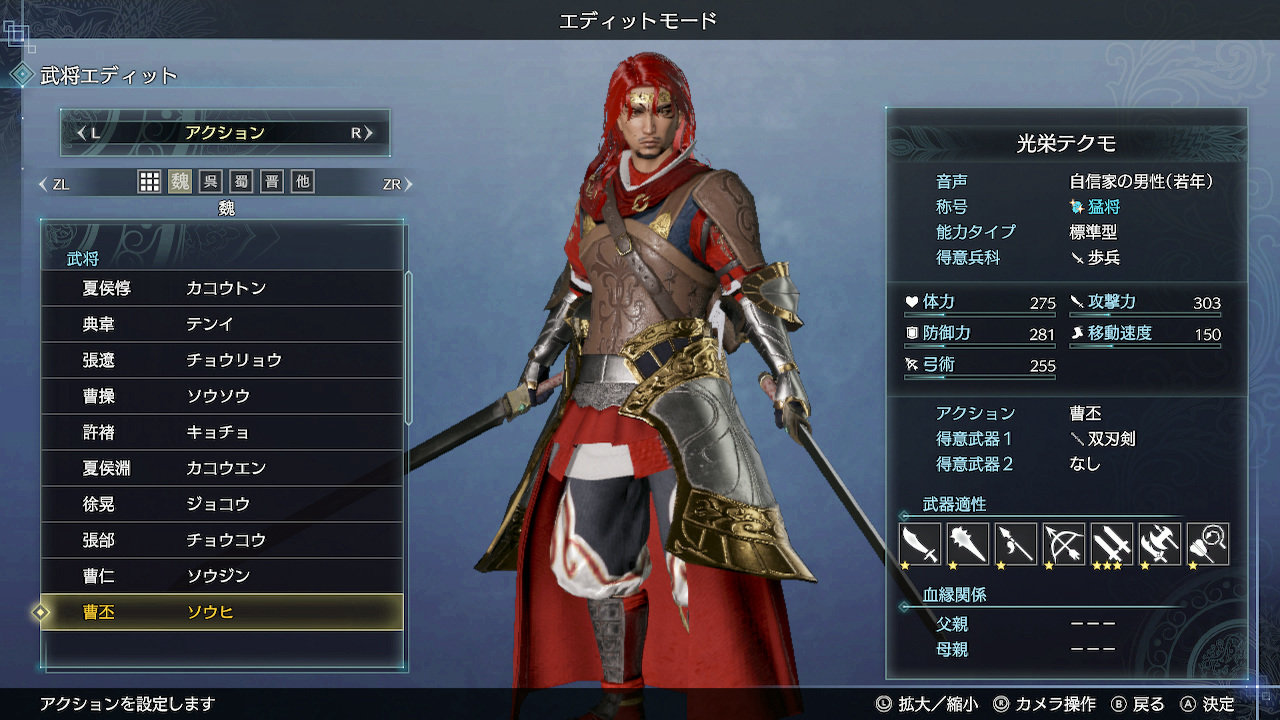 エディットモード
武将エディット
L アクション R
ZL 魏 呉 蜀 晋 他 ZR
魏
武将
夏侯惇 カコウトン
典韋 テンイ
張遼 チョウリョウ
曹操 ソウソウ
許褚 キョチョ
夏侯淵 カコウエン
徐晃 ジョコウ
張郃 チョウコウ
曹仁 ソウジン
曹丕 ソウヒ
光栄テクモ
音声 自信家の男性(若年)
称号 猛将
能力タイプ 標準型
得意兵科 歩兵
体力 275 攻撃力 303
防御力 281 移動速度 150
弓術 255
アクション 曹丕
得意武器1 双刃剣
得意武器2 なし
武器適性
血縁関係
父親 ーーー
母親 ーーー
アクションを設定します
L 拡大/縮小 R カメラ操作 B 戻る A 決定